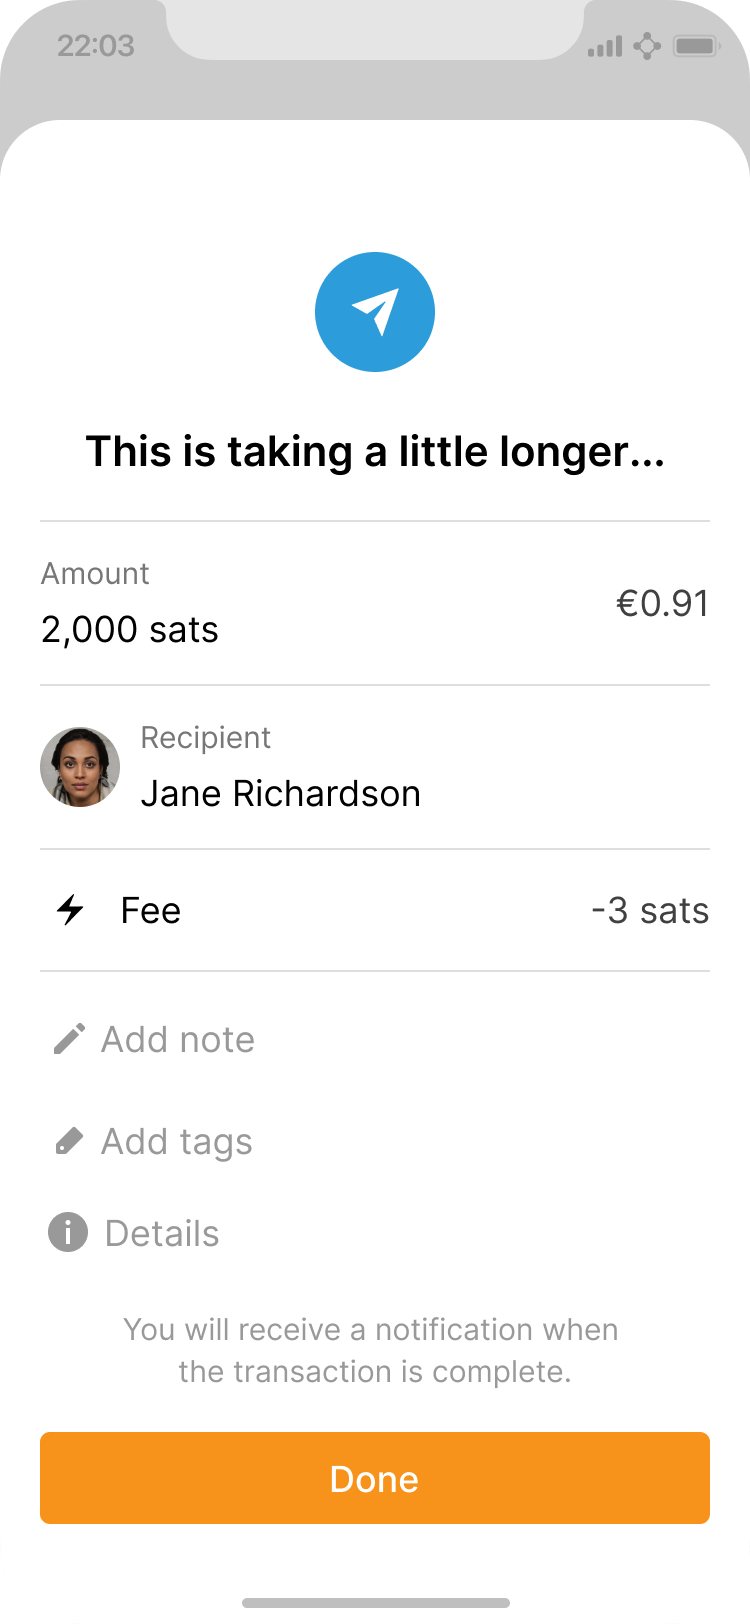 22:03
This is taking a little longer...
Amount
2,000 sats
€0.91
Recipient
Jane Richardson
Fee
-3 sats
Add note
Add tags
Details
You will receive a notification when
the transaction is complete.
Done